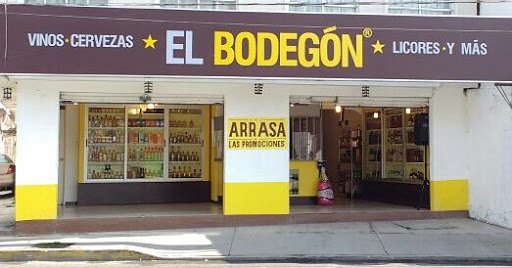 VINOS·CERVEZAS ★ EL BODEGÓN® ★ LICORES·Y MÁS
ARRASA
LAS PROMOCIONES